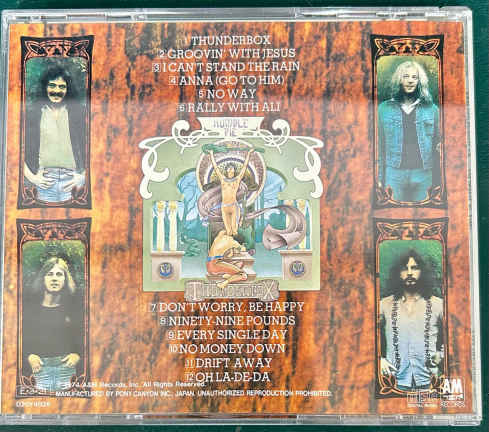 1 THUNDERBOX
2 GROOVIN' WITH JESUS
3 I CAN'T STAND THE RAIN
4 ANNA (GO TO HIM)
5 NO WAY
6 RALLY WITH ALI
HUMBLE
PIE
THUNDERBOX
7 DON'T WORRY, BE HAPPY
8 NINETY-NINE POUNDS
9 EVERY SINGLE DAY
10 NO MONEY DOWN
11 DRIFT AWAY
12 OH LA-DE-DA
℗1974 A&M Records, Inc. All Rights Reserved.
MANUFACTURED BY PONY CANYON INC., JAPAN. UNAUTHORIZED REPRODUCTION PROHIBITED.
DIGITAL AUDIO
A&M
RECORDS